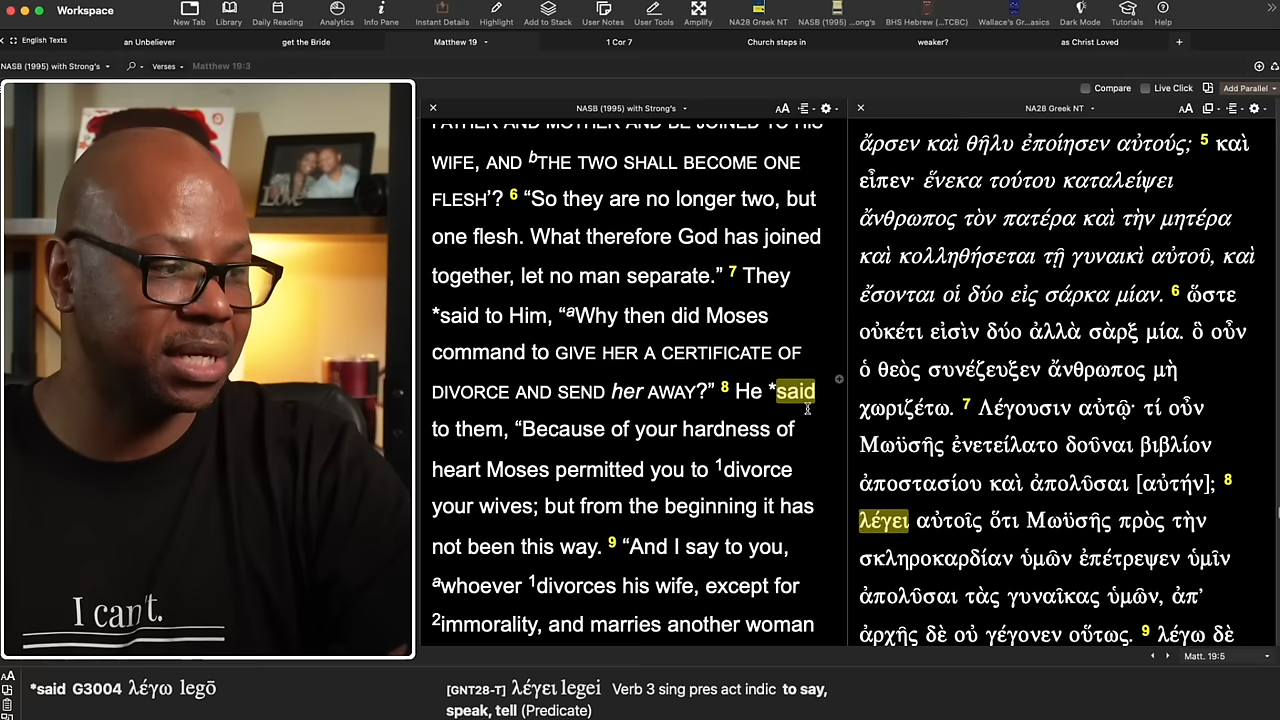 Workspace
New Tab
Library
Daily Reading
Analytics
Info Pane
Instant Details
Highlight
Add to Stack
User Notes
User Tools
Amplify
NA28 Greek NT
NASB (1995) ...ong's
BHS Hebrew (...TCBC)
Wallace's Gr...asics
Dark Mode
Tutorials
Help
English Texts
an Unbeliever
get the Bride
Matthew 19
1 Cor 7
Church steps in
weaker?
as Christ Loved
NASB (1995) with Strong's
Verses
Matthew 19:3
Compare
Live Click
Add Parallel
NASB (1995) with Strong's
FATHER AND MOTHER AND BE JOINED TO HIS
WIFE, AND bTHE TWO SHALL BECOME ONE
FLESH’? 6 “So they are no longer two, but
one flesh. What therefore God has joined
together, let no man separate.” 7 They
*said to Him, “aWhy then did Moses
command to GIVE HER A CERTIFICATE OF
DIVORCE AND SEND her AWAY?” 8 He *said
to them, “Because of your hardness of
heart Moses permitted you to 1divorce
your wives; but from the beginning it has
not been this way. 9 “And I say to you,
awhoever 1divorces his wife, except for
2immorality, and marries another woman
NA28 Greek NT
ἄρσεν καὶ θῆλυ ἐποίησεν αὐτούς; 5 καὶ
εἶπεν· ἕνεκα τούτου καταλείψει
ἄνθρωπος τὸν πατέρα καὶ τὴν μητέρα
καὶ κολληθήσεται τῇ γυναικὶ αὐτοῦ, καὶ
ἔσονται οἱ δύο εἰς σάρκα μίαν. 6 ὥστε
οὐκέτι εἰσὶν δύο ἀλλὰ σὰρξ μία. ὃ οὖν
ὁ θεὸς συνέζευξεν ἄνθρωπος μὴ
χωριζέτω. 7 Λέγουσιν αὐτῷ· τί οὖν
Μωϋσῆς ἐνετείλατο δοῦναι βιβλίον
ἀποστασίου καὶ ἀπολῦσαι [αὐτήν]; 8
λέγει αὐτοῖς ὅτι Μωϋσῆς πρὸς τὴν
σκληροκαρδίαν ὑμῶν ἐπέτρεψεν ὑμῖν
ἀπολῦσαι τὰς γυναῖκας ὑμῶν, ἀπ’
ἀρχῆς δὲ οὐ γέγονεν οὕτως. 9 λέγω δὲ
Matt. 19:5
Love
I can't.
*said G3004 λέγω legō
[GNT28-T] λέγει legei Verb 3 sing pres act indic to say,
speak, tell (Predicate)